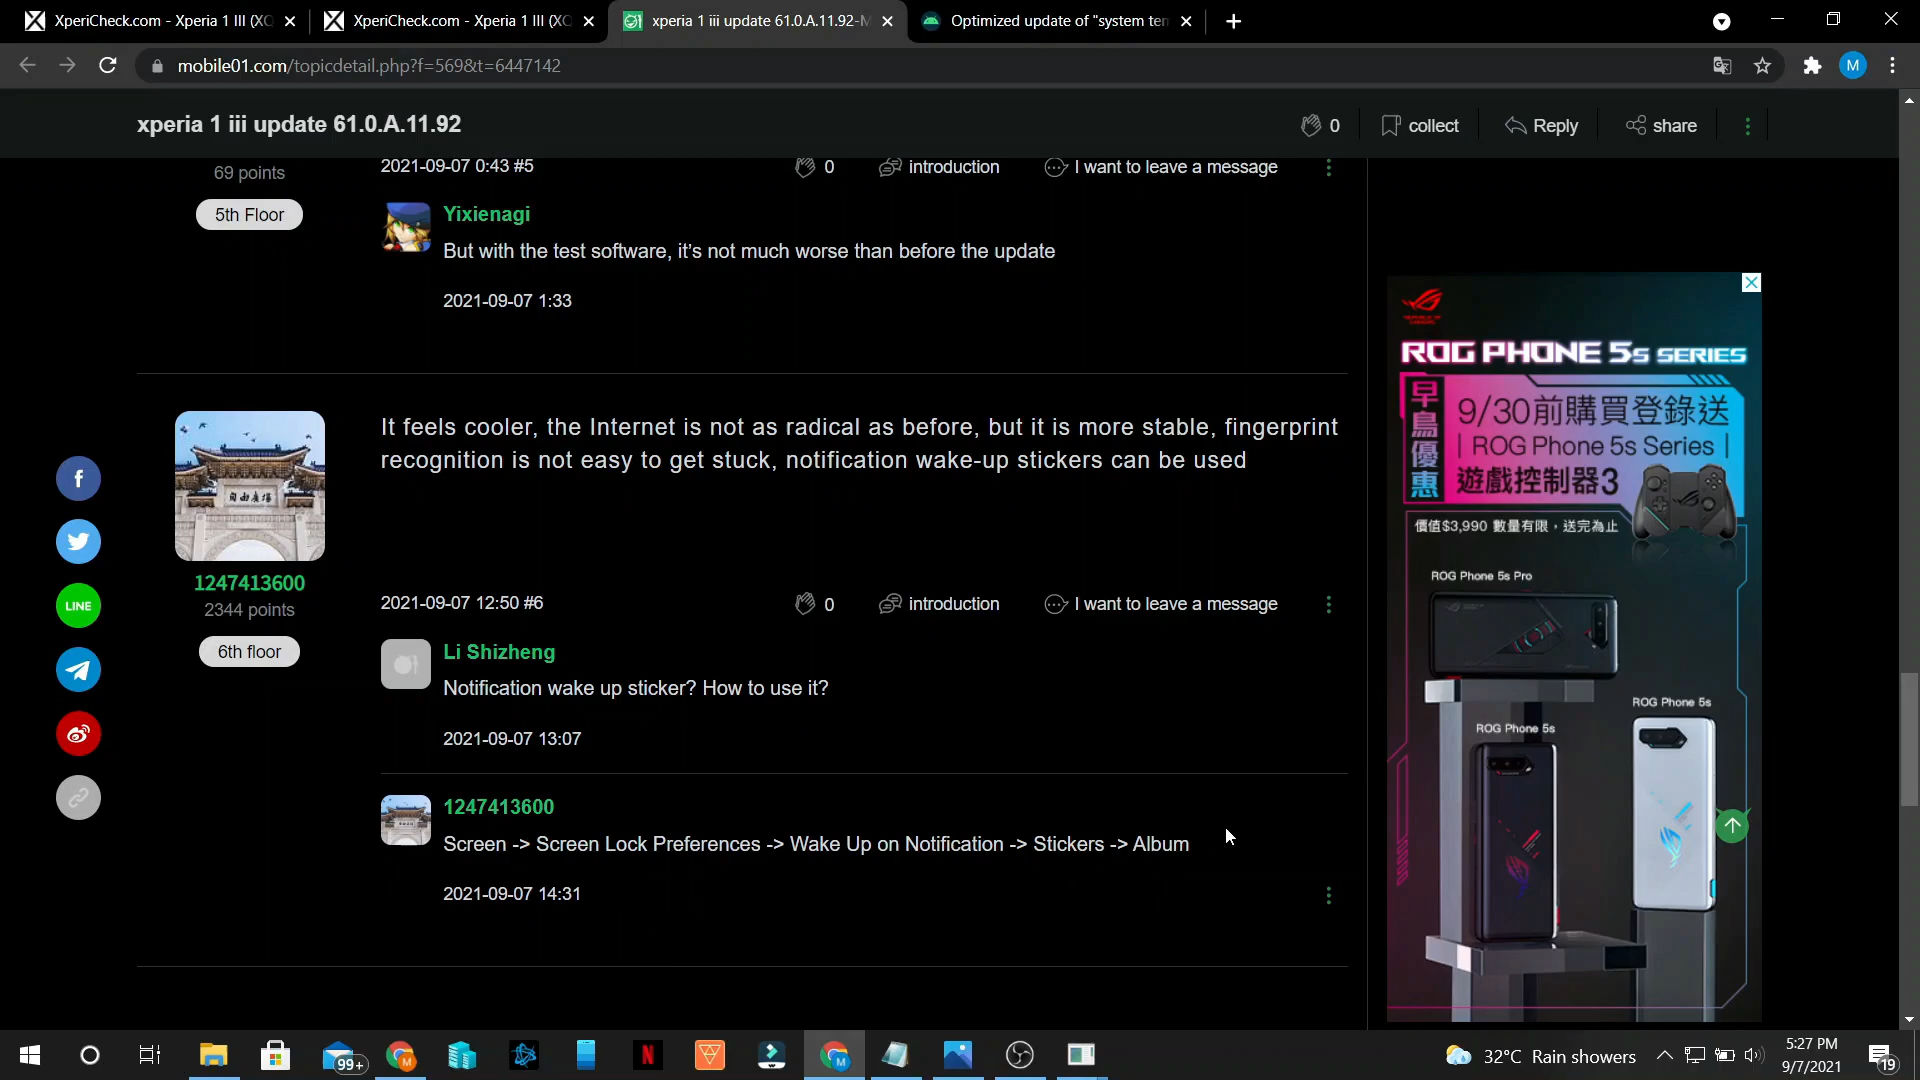 XperiCheck.com - Xperia 1 III (XQ
XperiCheck.com - Xperia 1 III (XQ
xperia 1 iii update 61.0.A.11.92-M
Optimized update of "system tem
mobile01.com/topicdetail.php?f=569&t=6447142
M
xperia 1 iii update 61.0.A.11.92
0
collect
Reply
share
69 points
5th Floor
2021-09-07 0:43 #5
0
introduction
I want to leave a message
Yixienagi
But with the test software, it's not much worse than before the update
2021-09-07 1:33
自由廣場
1247413600
2344 points
6th floor
It feels cooler, the Internet is not as radical as before, but it is more stable, fingerprint
recognition is not easy to get stuck, notification wake-up stickers can be used
2021-09-07 12:50 #6
0
introduction
I want to leave a message
Li Shizheng
Notification wake up sticker? How to use it?
2021-09-07 13:07
1247413600
Screen -> Screen Lock Preferences -> Wake Up on Notification -> Stickers -> Album
2021-09-07 14:31
f
LINE
ROG PHONE 5s SERIES
早鳥優惠
9/30前購買登錄送
| ROG Phone 5s Series |
遊戲控制器3
價值$3,990 數量有限，送完為止
ROG Phone 5s Pro
ROG Phone 5s
ROG Phone 5s
99+
M
N
M
32°C Rain showers
5:27 PM
9/7/2021
19